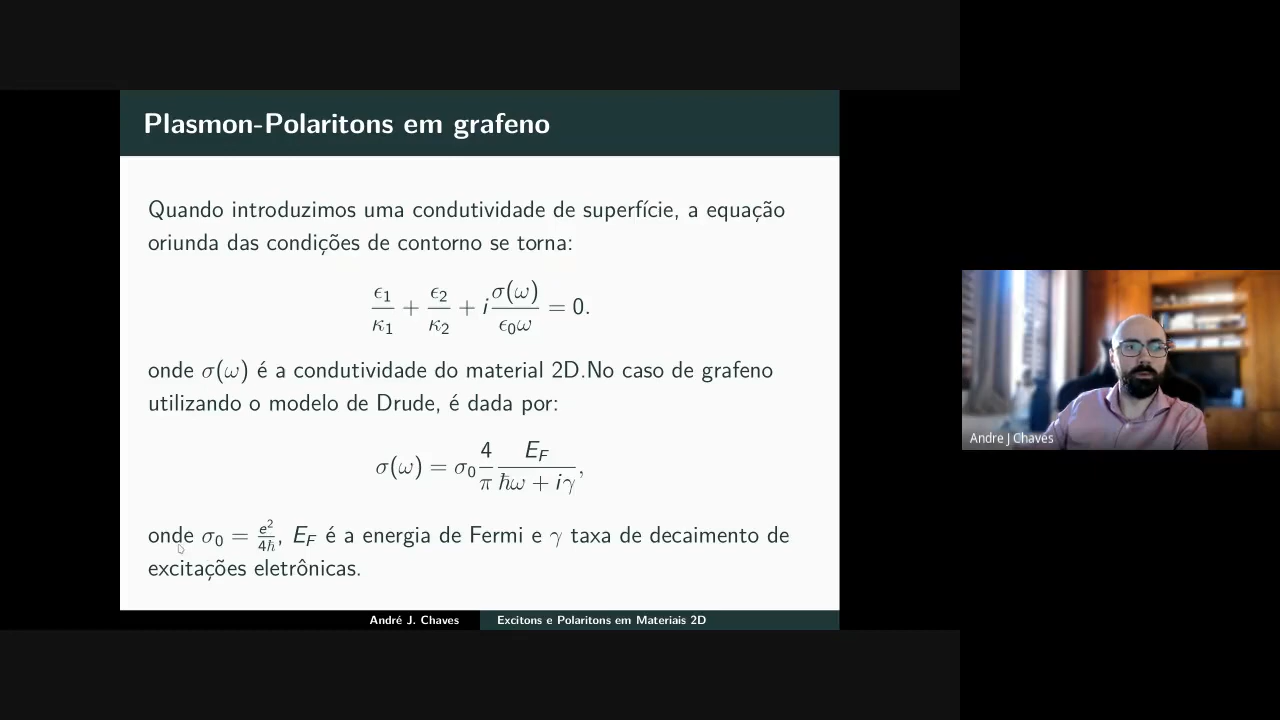 Plasmon-Polaritons em grafeno
Quando introduzimos uma condutividade de superfície, a equação
oriunda das condições de contorno se torna:
ϵ₁/κ₁ + ϵ₂/κ₂ + i σ(ω)/ϵ₀ω = 0.
onde σ(ω) é a condutividade do material 2D.No caso de grafeno
utilizando o modelo de Drude, é dada por:
σ(ω) = σ₀ 4/π E_F/ħω + iγ,
onde σ₀ = e²/4ħ, E_F é a energia de Fermi e γ taxa de decaimento de
excitações eletrônicas.
André J. Chaves
Excitons e Polaritons em Materiais 2D
Andre J Chaves